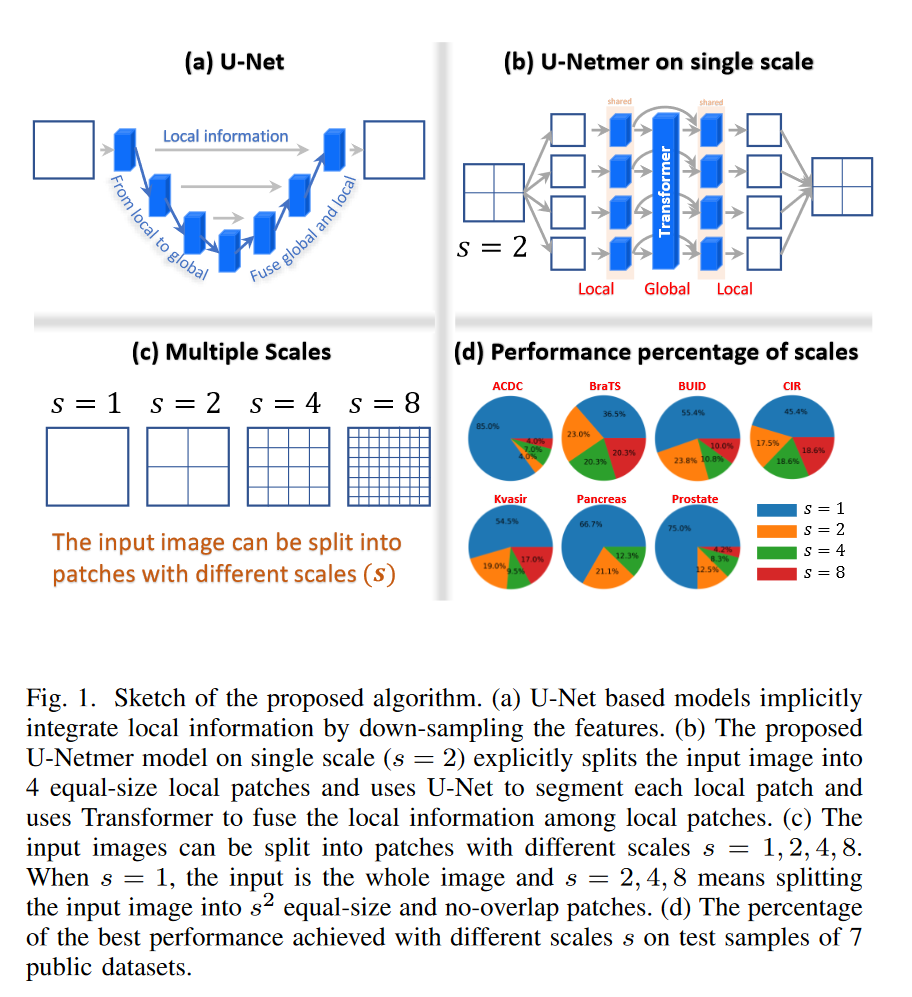 (a) U-Net
Local information
From local to global
Fuse global and local
(b) U-Netmer on single scale
shared
shared
Transformer
s = 2
Local
Global
Local
(c) Multiple Scales
s = 1
s = 2
s = 4
s = 8
The input image can be split into
patches with different scales (s)
(d) Performance percentage of scales
ACDC
85.0%
4.0%
7.0%
4.0%
BraTS
36.5%
23.0%
20.3%
20.3%
BUID
55.4%
23.8%
10.8%
10.0%
CIR
45.4%
17.5%
18.6%
18.6%
Kvasir
54.5%
19.0%
9.5%
17.0%
Pancreas
66.7%
21.1%
12.3%
Prostate
75.0%
12.5%
8.3%
4.2%
s = 1
s = 2
s = 4
s = 8
Fig. 1. Sketch of the proposed algorithm. (a) U-Net based models implicitly
integrate local information by down-sampling the features. (b) The proposed
U-Netmer model on single scale (s = 2) explicitly splits the input image into
4 equal-size local patches and uses U-Net to segment each local patch and
uses Transformer to fuse the local information among local patches. (c) The
input images can be split into patches with different scales s = 1, 2, 4, 8.
When s = 1, the input is the whole image and s = 2, 4, 8 means splitting
the input image into s² equal-size and no-overlap patches. (d) The percentage
of the best performance achieved with different scales s on test samples of 7
public datasets.